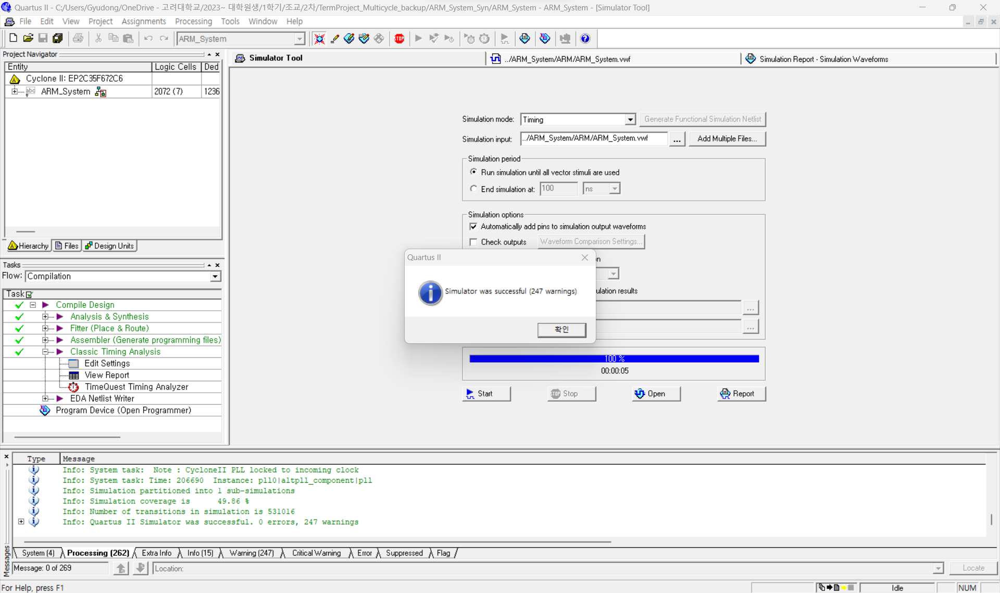 Quartus II - C:/Users/Gyudong/OneDrive - 고려대학교/2023~ 대학원생/1학기/조교/2차/TermProject_Multicycle_backup/ARM_System_Syn/ARM_System - ARM_System - [Simulator Tool]
File Edit View Project Assignments Processing Tools Window Help
ARM_System
STOP
Project Navigator
Entity Logic Cells Ded
Cyclone II: EP2C35F672C6
abd ARM_System 2072 (7) 1236
Hierarchy Files Design Units
Tasks
Flow: Compilation
Task
Compile Design
Analysis & Synthesis
Fitter (Place & Route)
Assembler (Generate programming files)
Classic Timing Analysis
Edit Settings
View Report
TimeQuest Timing Analyzer
EDA Netlist Writer
Program Device (Open Programmer)
Simulator Tool
../ARM_System/ARM/ARM_System.vwf
Simulation Report - Simulation Waveforms
Simulation mode: Timing Generate Functional Simulation Netlist
Simulation input: ../ARM_System/ARM/ARM_System.vwf ... Add Multiple Files...
Simulation period
Run simulation until all vector stimuli are used
End simulation at: 100 ns
Simulation options
Automatically add pins to simulation output waveforms
Check outputs Waveform Comparison Settings...
n
ulation results
...
...
Quartus II
Simulator was successful (247 warnings)
확인
100 %
00:00:05
Start Stop Open Report
Type Message
Info: System task: Note : CycloneII PLL locked to incoming clock
Info: System task: Time: 206690 Instance: pll0|altpll_component|pll
Info: Simulation partitioned into 1 sub-simulations
Info: Simulation coverage is 49.86 %
Info: Number of transitions in simulation is 531016
Info: Quartus II Simulator was successful. 0 errors, 247 warnings
System (4) Processing (262) Extra Info Info (15) Warning (247) Critical Warning Error Suppressed Flag
Messages
Message: 0 of 269 Location: Locate
For Help, press F1 Idle NUM